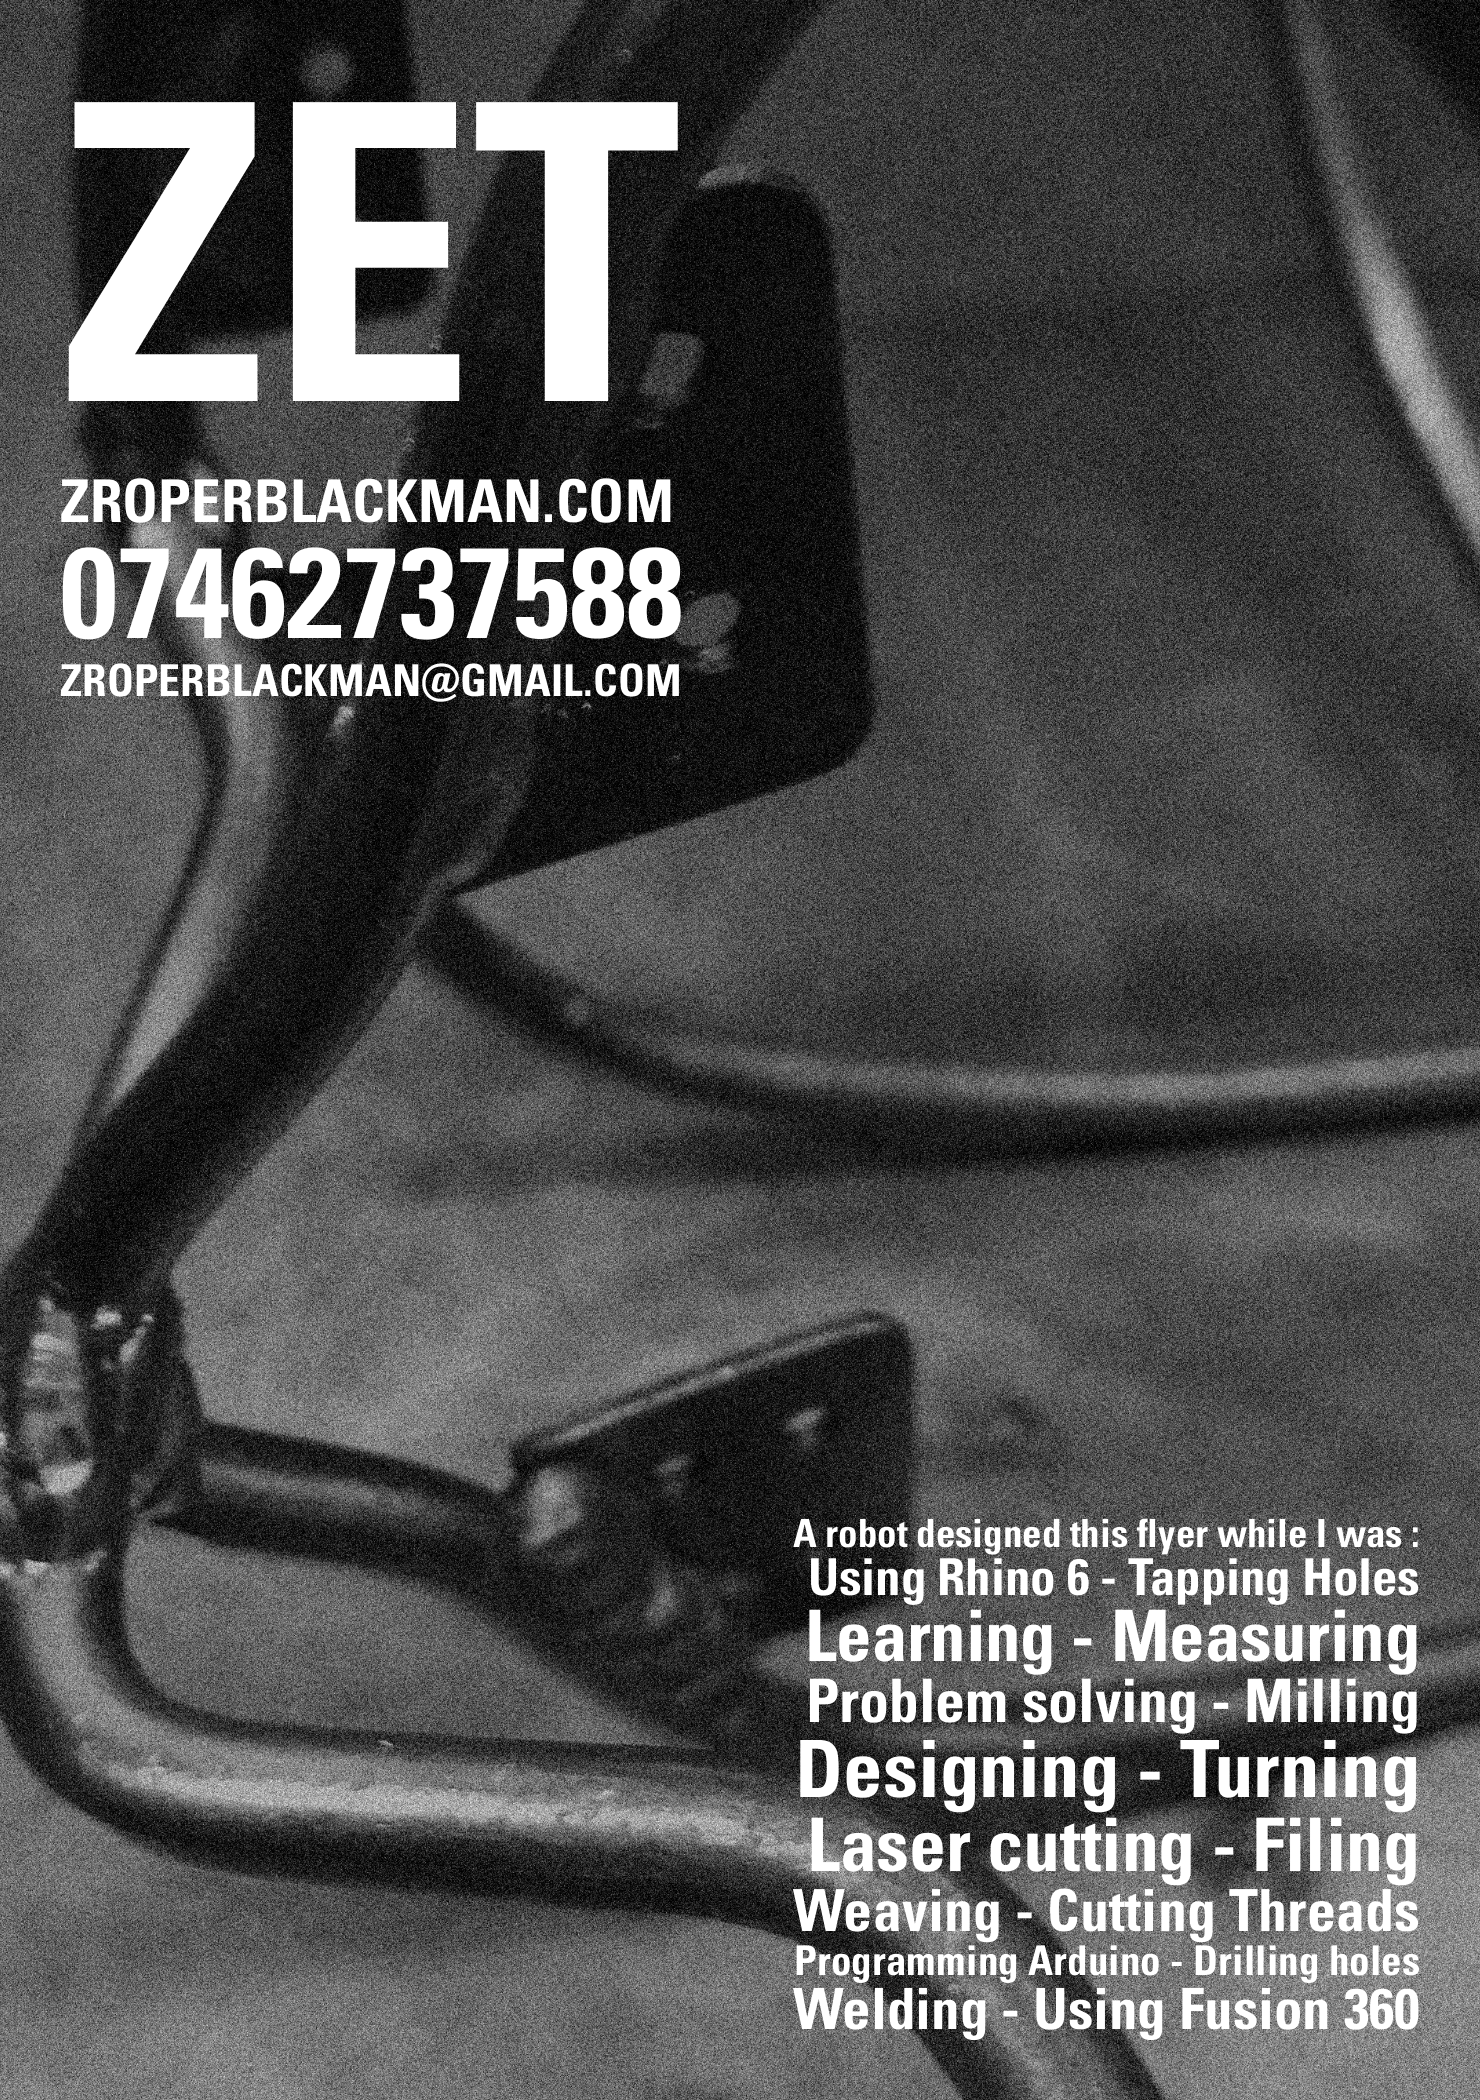 ZET
ZROPERBLACKMAN.COM
07462737588
ZROPERBLACKMAN@GMAIL.COM
A robot designed this flyer while I was :
Using Rhino 6 - Tapping Holes
Learning - Measuring
Problem solving - Milling
Designing - Turning
Laser cutting - Filing
Weaving - Cutting Threads
Programming Arduino - Drilling holes
Welding - Using Fusion 360